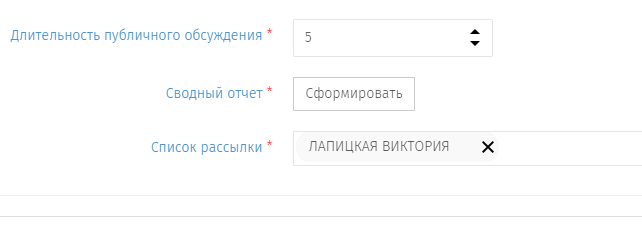 Длительность публичного обсуждения * 5
Сводный отчет * Сформировать
Список рассылки * ЛАПИЦКАЯ ВИКТОРИЯ